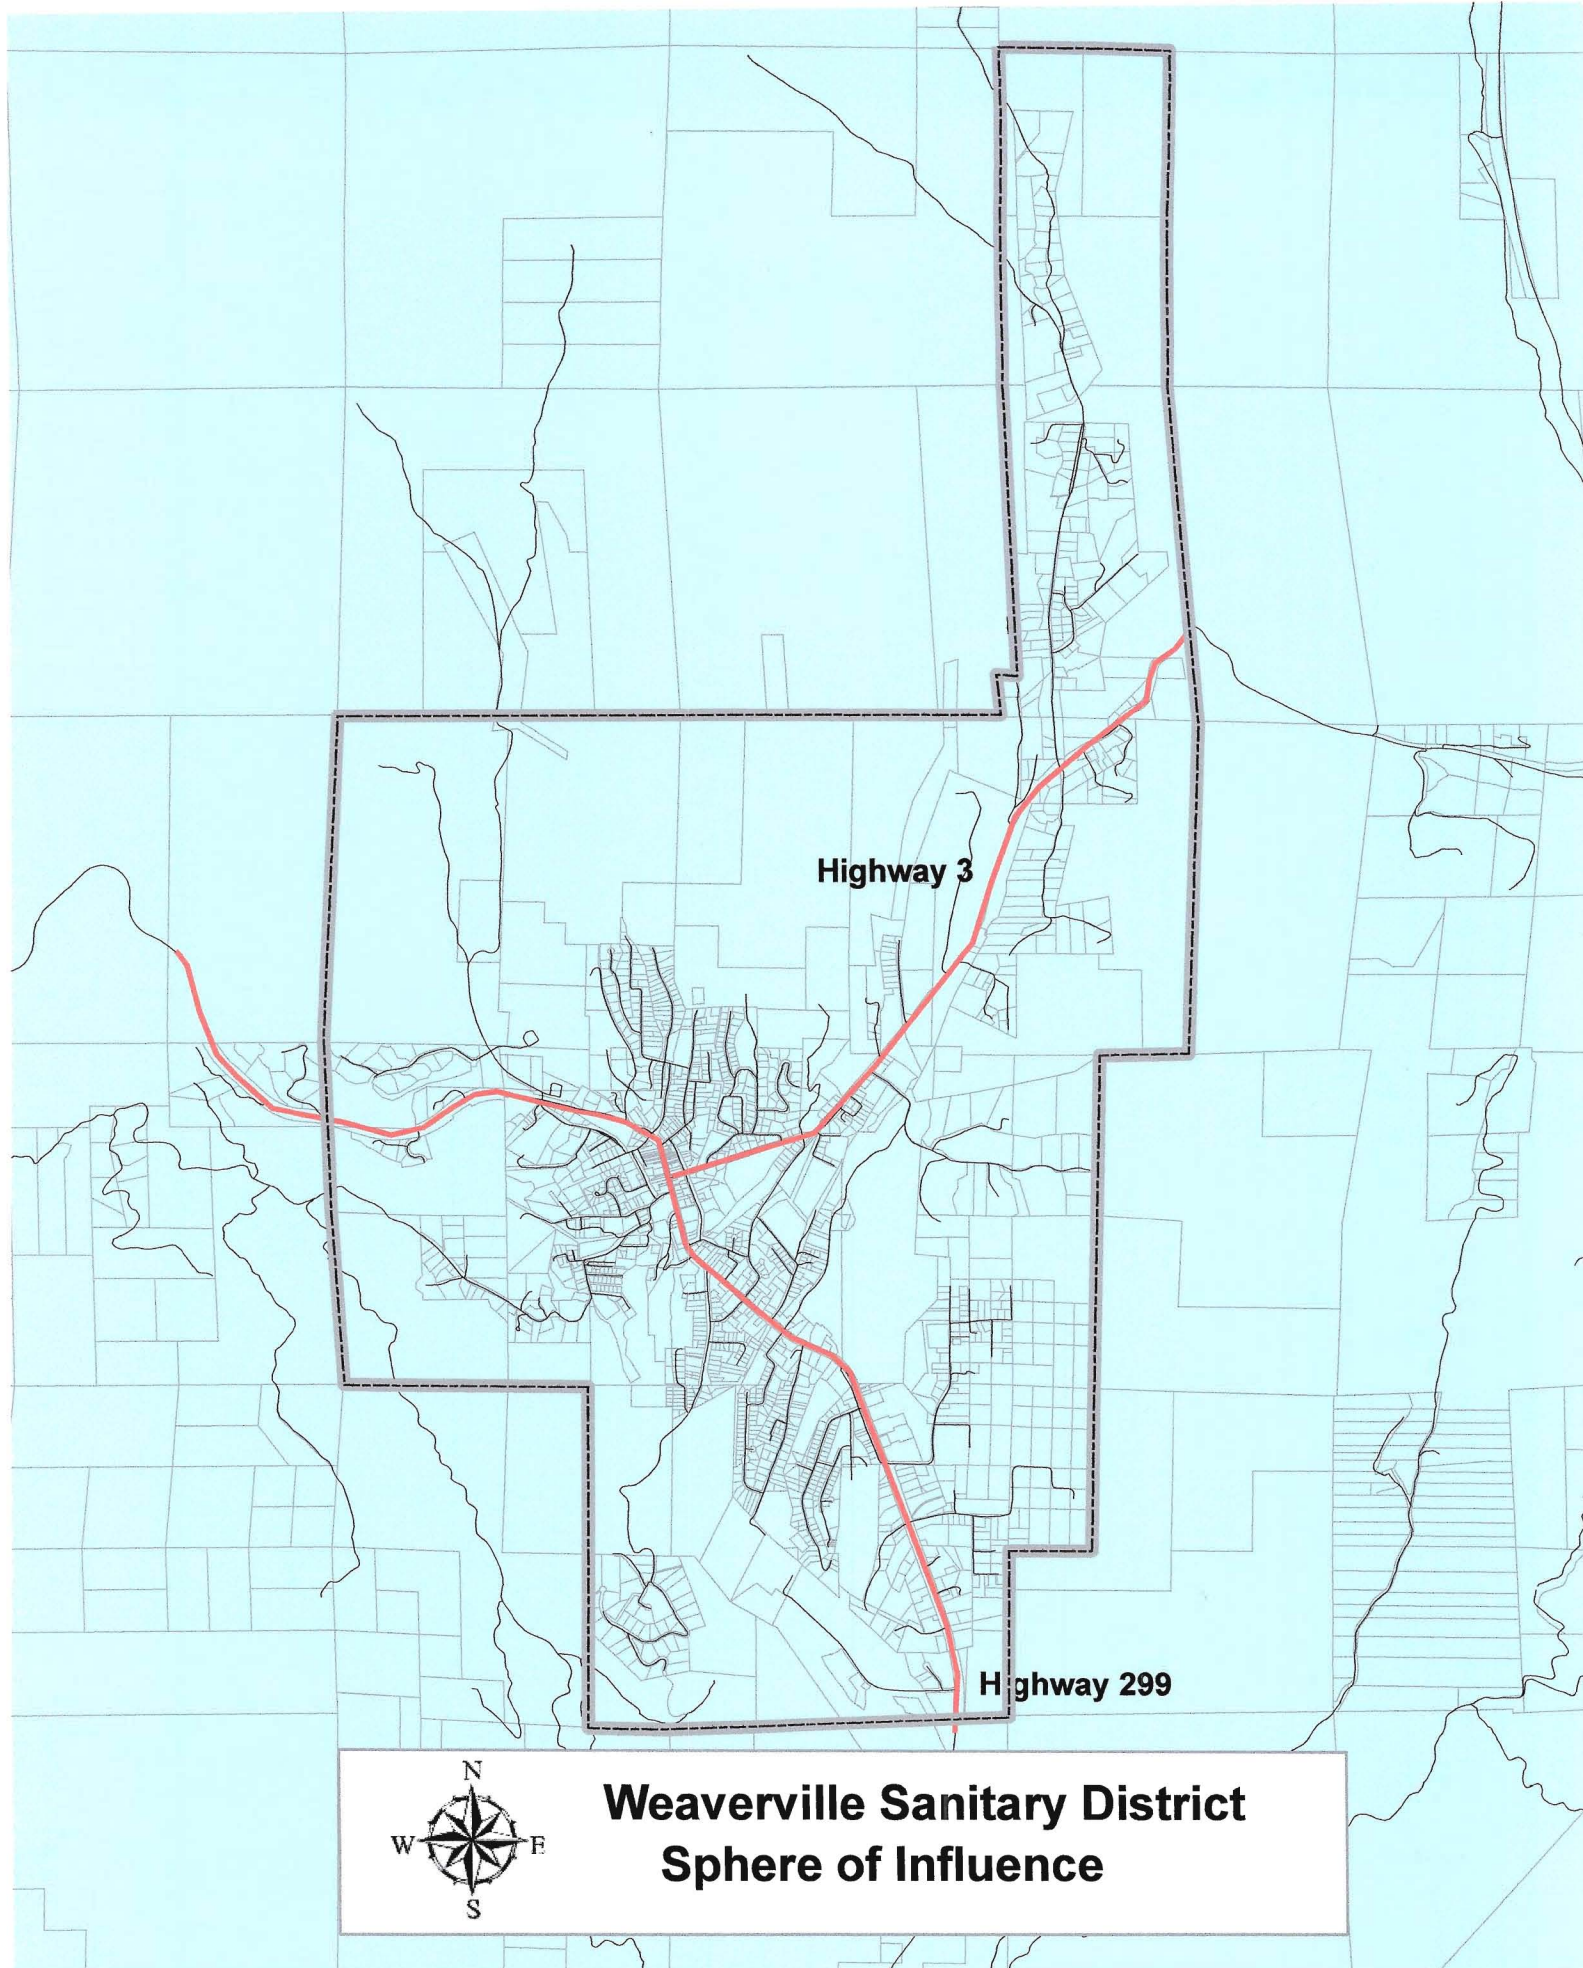 Highway 3
Highway 299
N
W E
S
Weaverville Sanitary District
Sphere of Influence